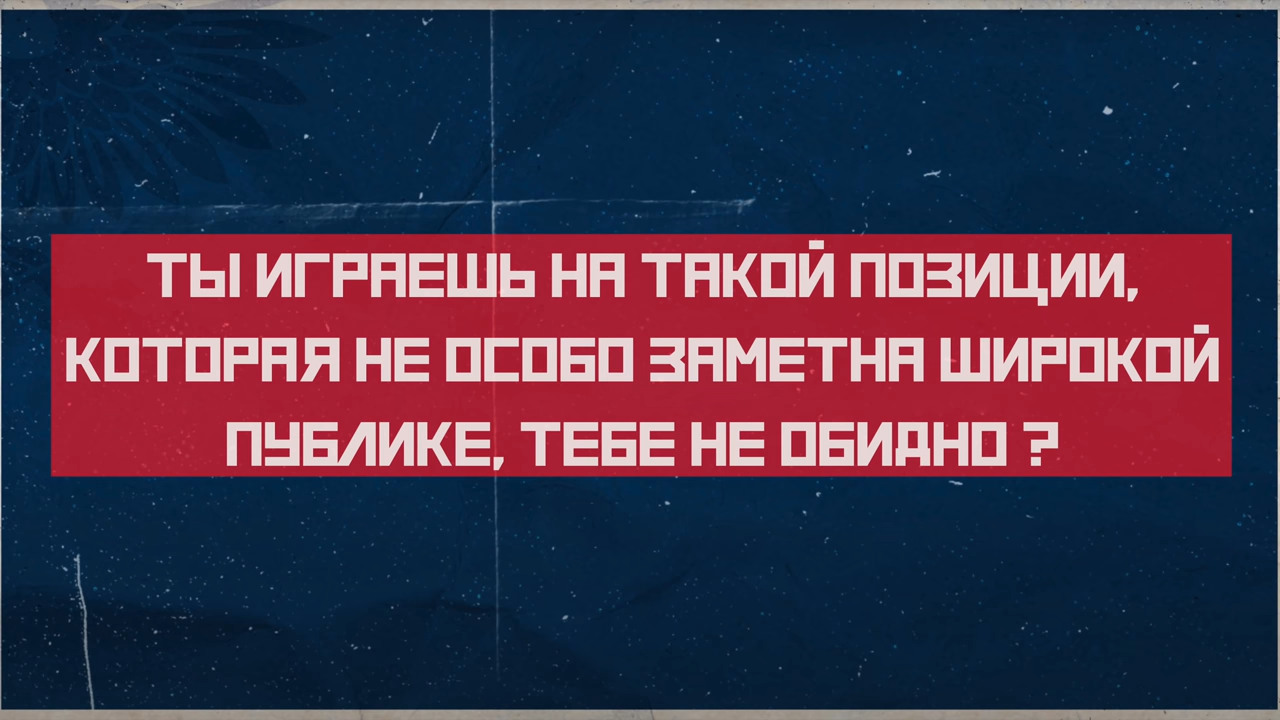 ТЫ ИГРАЕШЬ НА ТАКОЙ ПОЗИЦИИ,
КОТОРАЯ НЕ ОСОБО ЗАМЕТНА ШИРОКОЙ
ПУБЛИКЕ, ТЕБЕ НЕ ОБИДНО ?